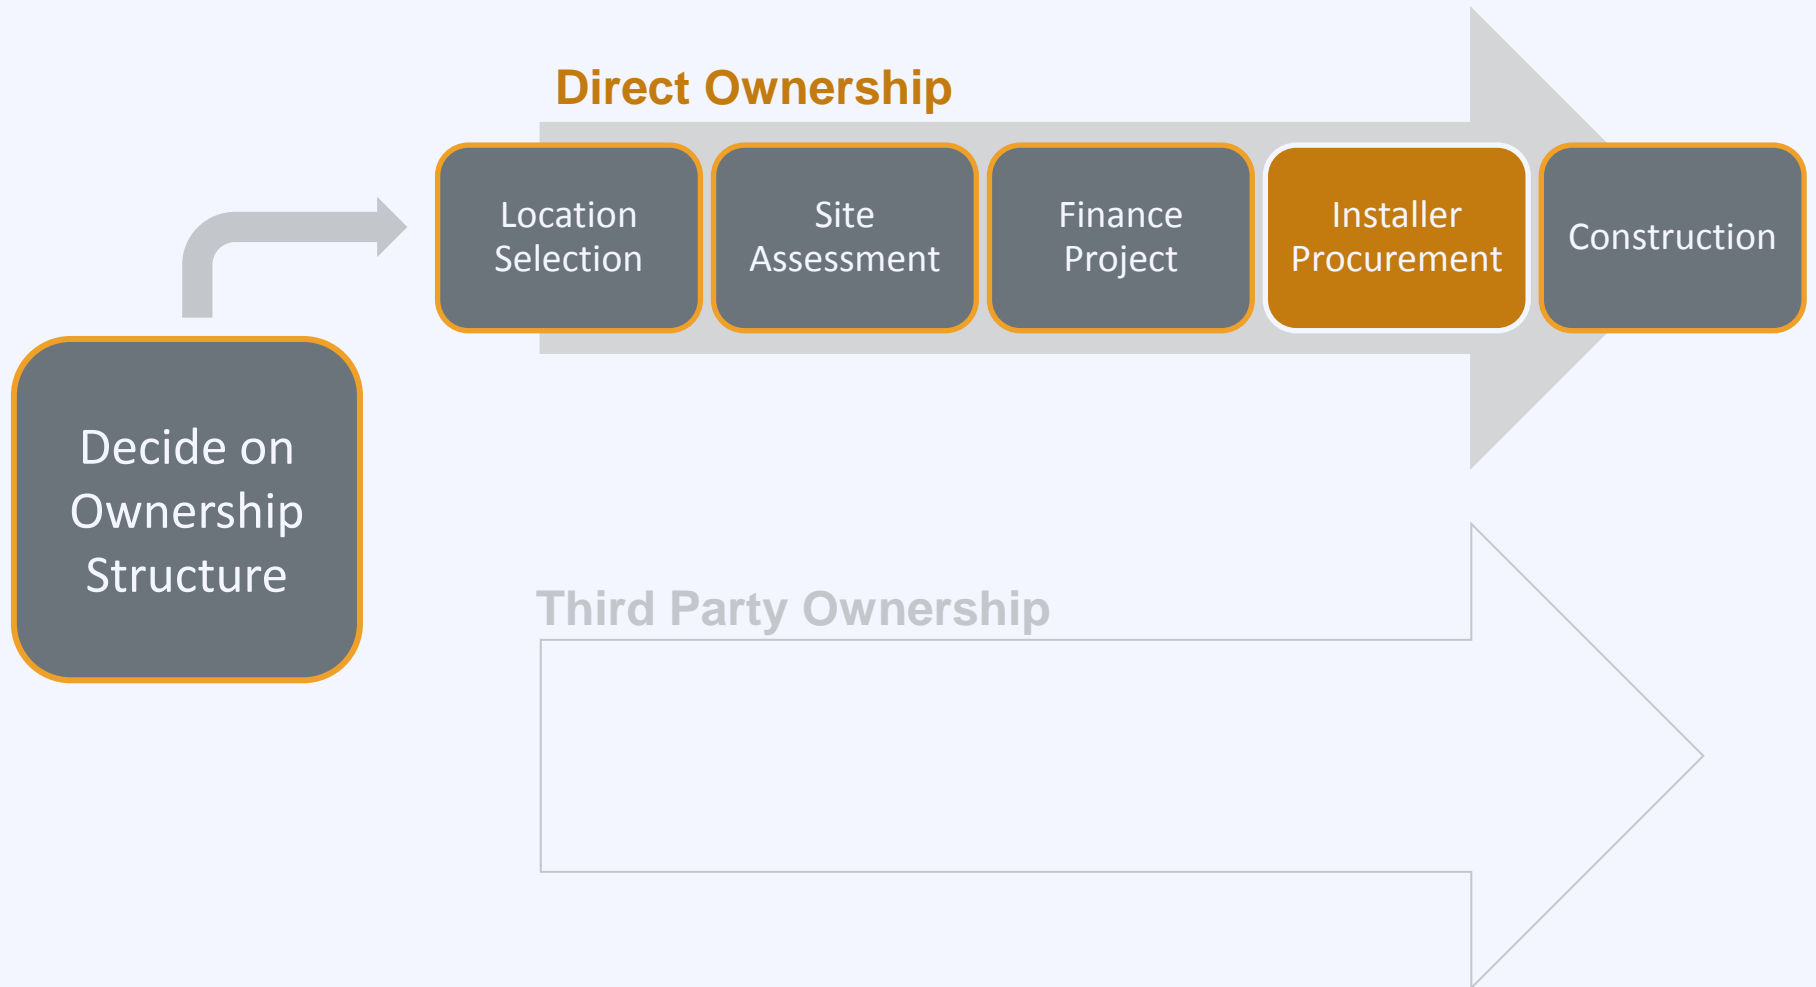 Direct Ownership
Location
Selection
Site
Assessment
Finance
Project
Installer
Procurement
Construction
Decide on
Ownership
Structure
Third Party Ownership